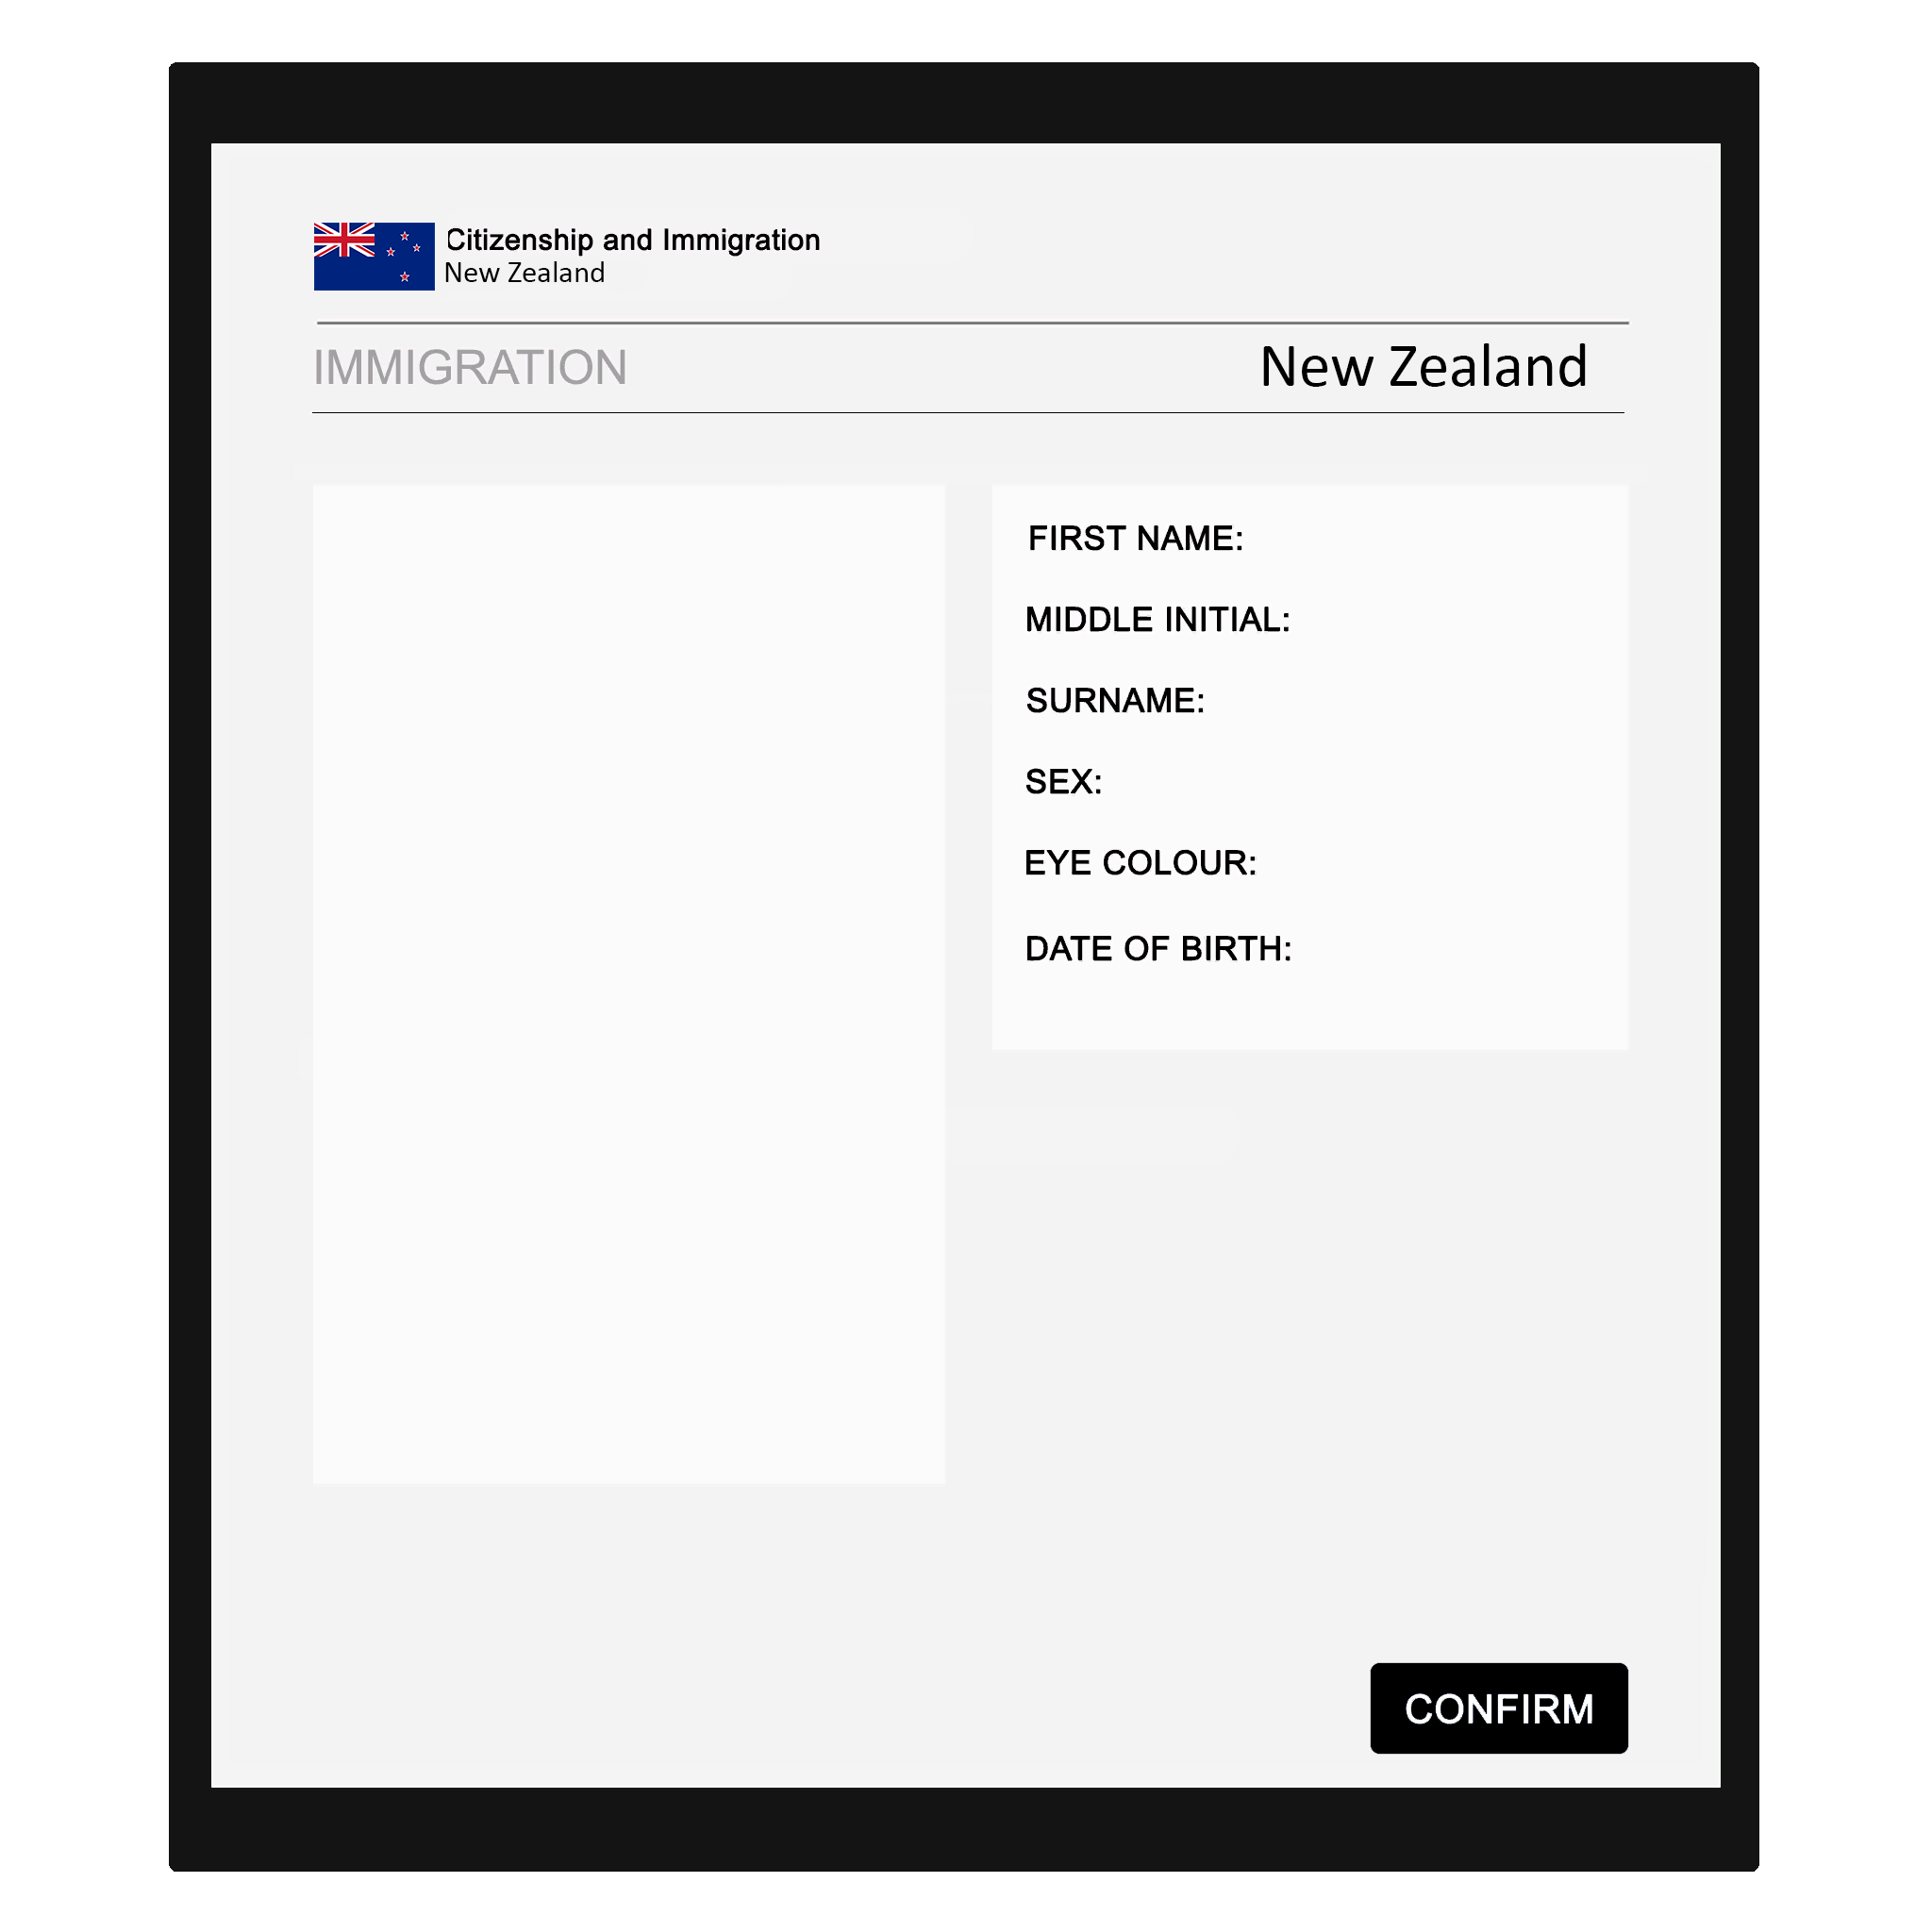 Citizenship and Immigration
New Zealand
IMMIGRATION
New Zealand
FIRST NAME:
MIDDLE INITIAL:
SURNAME:
SEX:
EYE COLOUR:
DATE OF BIRTH:
CONFIRM